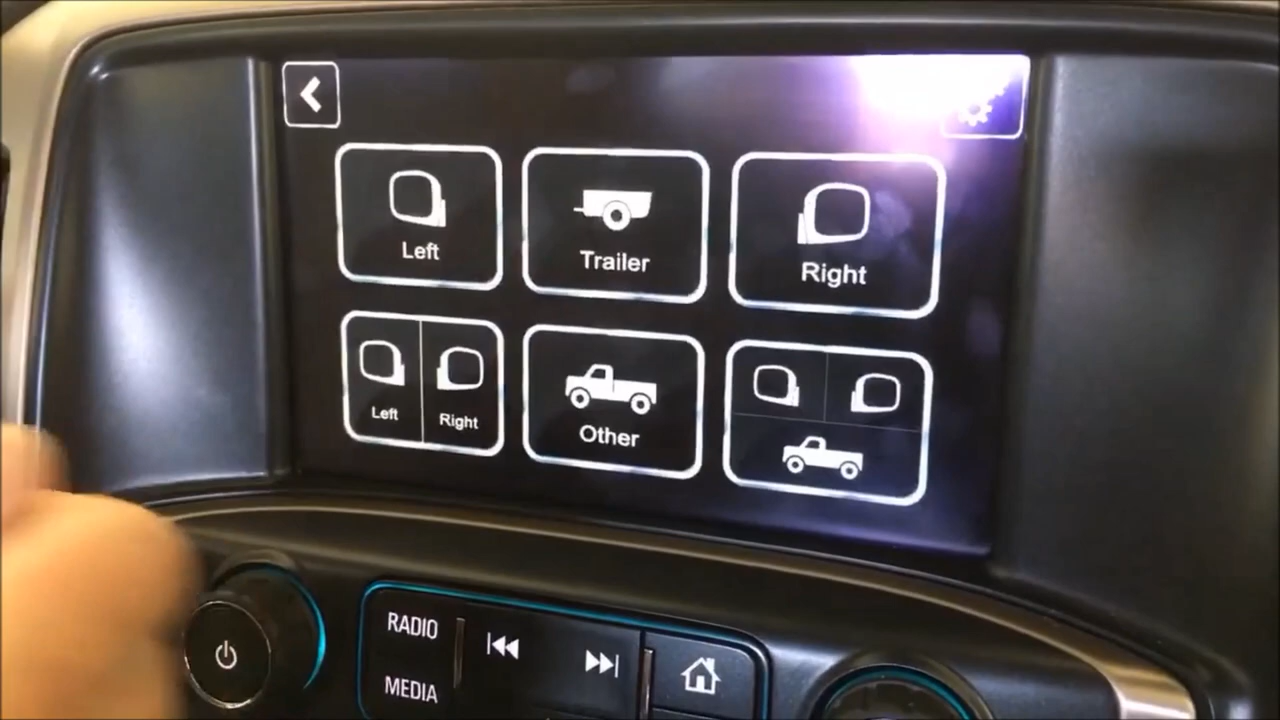 Left
Trailer
Right
Left
Right
Other
RADIO
MEDIA